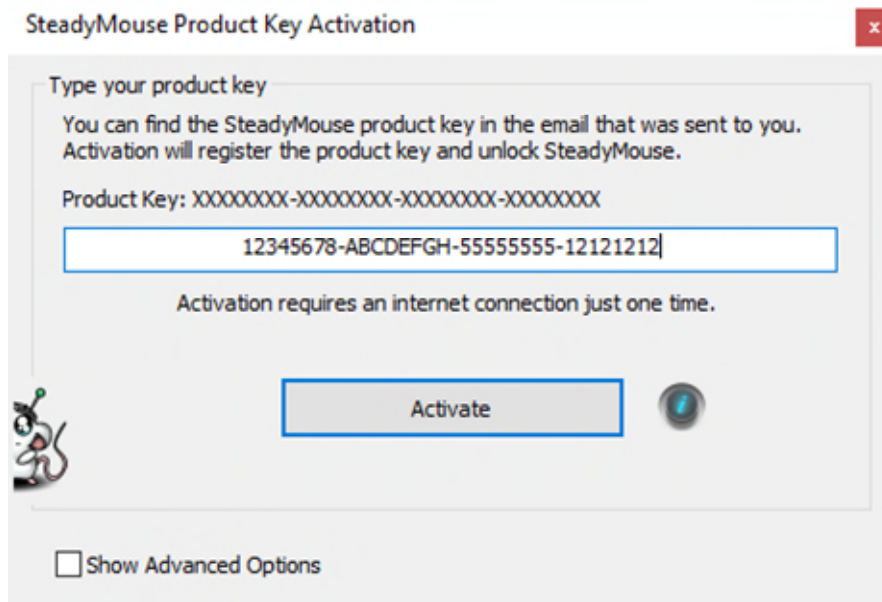 SteadyMouse Product Key Activation
x
Type your product key
You can find the SteadyMouse product key in the email that was sent to you.
Activation will register the product key and unlock SteadyMouse.
Product Key: XXXXXXXX-XXXXXXXX-XXXXXXXX-XXXXXXXX
12345678-ABCDEFGH-55555555-12121212
Activation requires an internet connection just one time.
Activate
i
Show Advanced Options